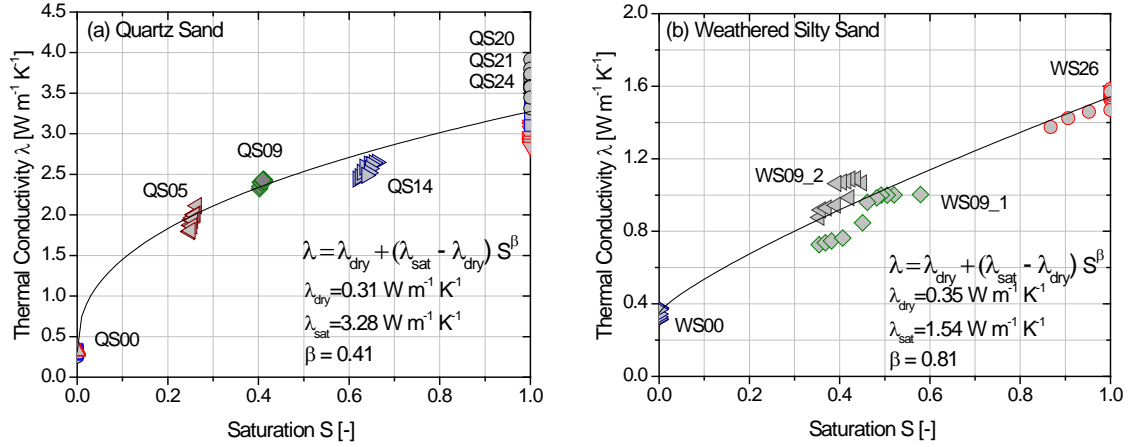 (a) Quartz Sand
Thermal Conductivity λ [W m⁻¹ K⁻¹]
4.5
4.0
3.5
3.0
2.5
2.0
1.5
1.0
0.5
0.0
QS20
QS21
QS24
QS09
QS05
QS14
QS00
λ = λdry + (λsat - λdry) Sᵝ
λdry=0.31 W m⁻¹ K⁻¹
λsat=3.28 W m⁻¹ K⁻¹
β = 0.41
0.0 0.2 0.4 0.6 0.8 1.0
Saturation S [-]
(b) Weathered Silty Sand
Thermal Conductivity λ [W m⁻¹ K⁻¹]
2.0
1.6
1.2
0.8
0.4
0.0
WS26
WS09_2
WS09_1
WS00
λ = λdry + (λsat - λdry) Sᵝ
λdry=0.35 W m⁻¹ K⁻¹
λsat=1.54 W m⁻¹ K⁻¹
β = 0.81
0.0 0.2 0.4 0.6 0.8 1.0
Saturation S [-]